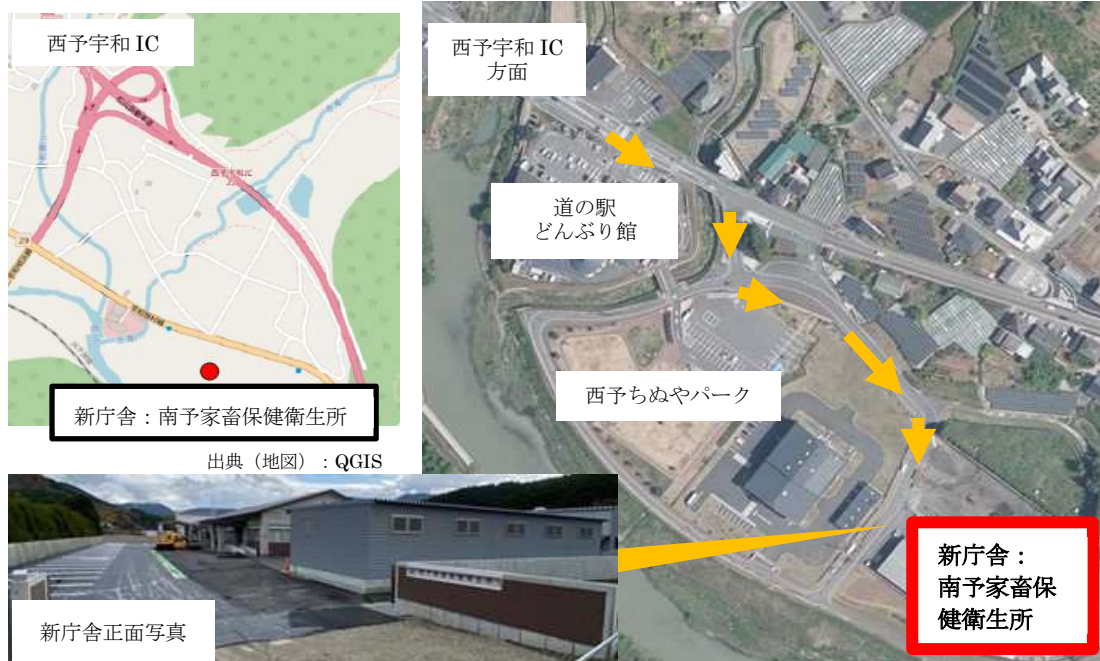 西予宇和 IC
29
新庁舎：南予家畜保健衛生所
出典（地図）：QGIS
新庁舎正面写真
西予宇和 IC
方面
道の駅
どんぶり館
西予ちぬやパーク
新庁舎：
南予家畜保
健衛生所